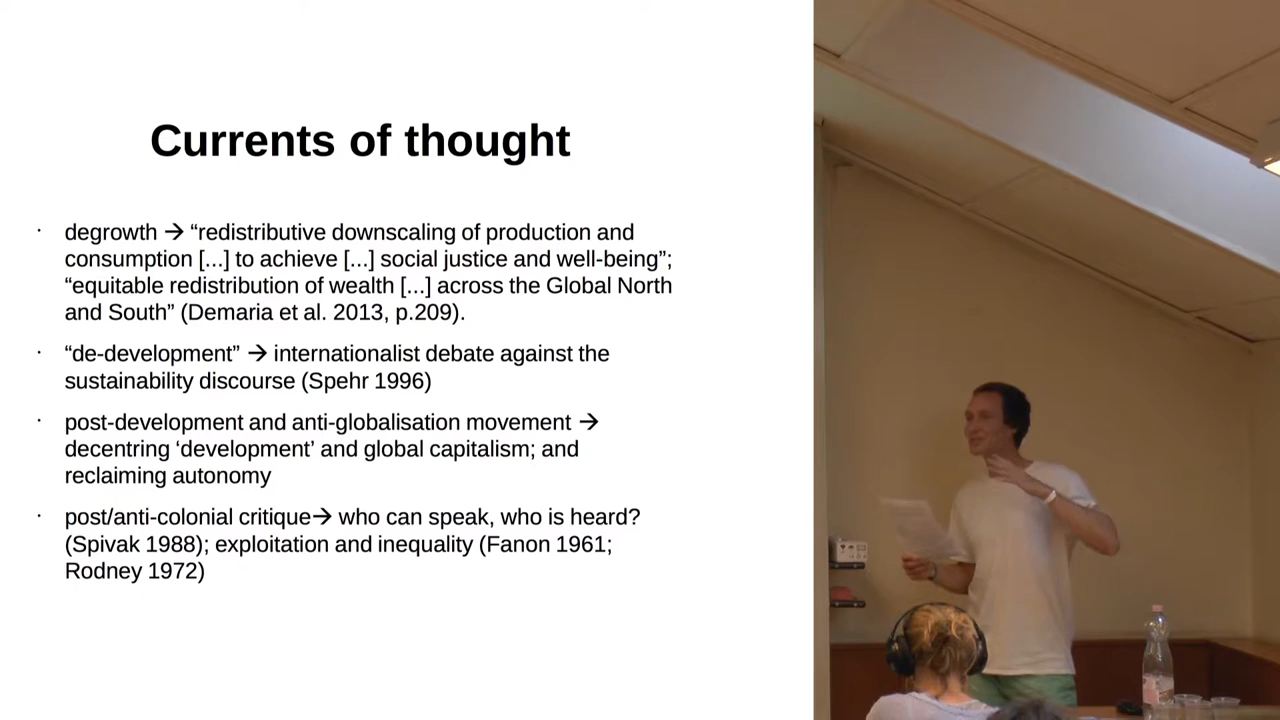 Currents of thought
· degrowth → “redistributive downscaling of production and
consumption [...] to achieve [...] social justice and well-being”;
“equitable redistribution of wealth [...] across the Global North
and South” (Demaria et al. 2013, p.209).
· “de-development” → internationalist debate against the
sustainability discourse (Spehr 1996)
· post-development and anti-globalisation movement →
decentring ‘development’ and global capitalism; and
reclaiming autonomy
· post/anti-colonial critique→ who can speak, who is heard?
(Spivak 1988); exploitation and inequality (Fanon 1961;
Rodney 1972)